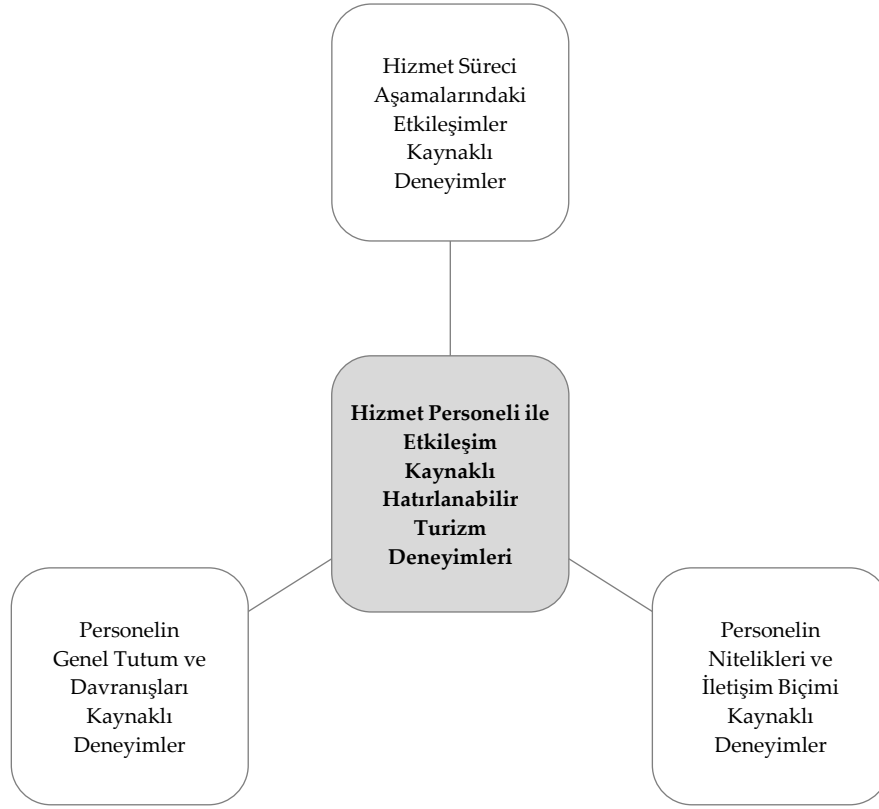 Hizmet Süreci
Aşamalarındaki
Etkileşimler
Kaynaklı
Deneyimler
Hizmet Personeli ile
Etkileşim
Kaynaklı
Hatırlanabilir
Turizm
Deneyimleri
Personelin
Genel Tutum ve
Davranışları
Kaynaklı
Deneyimler
Personelin
Nitelikleri ve
İletişim Biçimi
Kaynaklı
Deneyimler